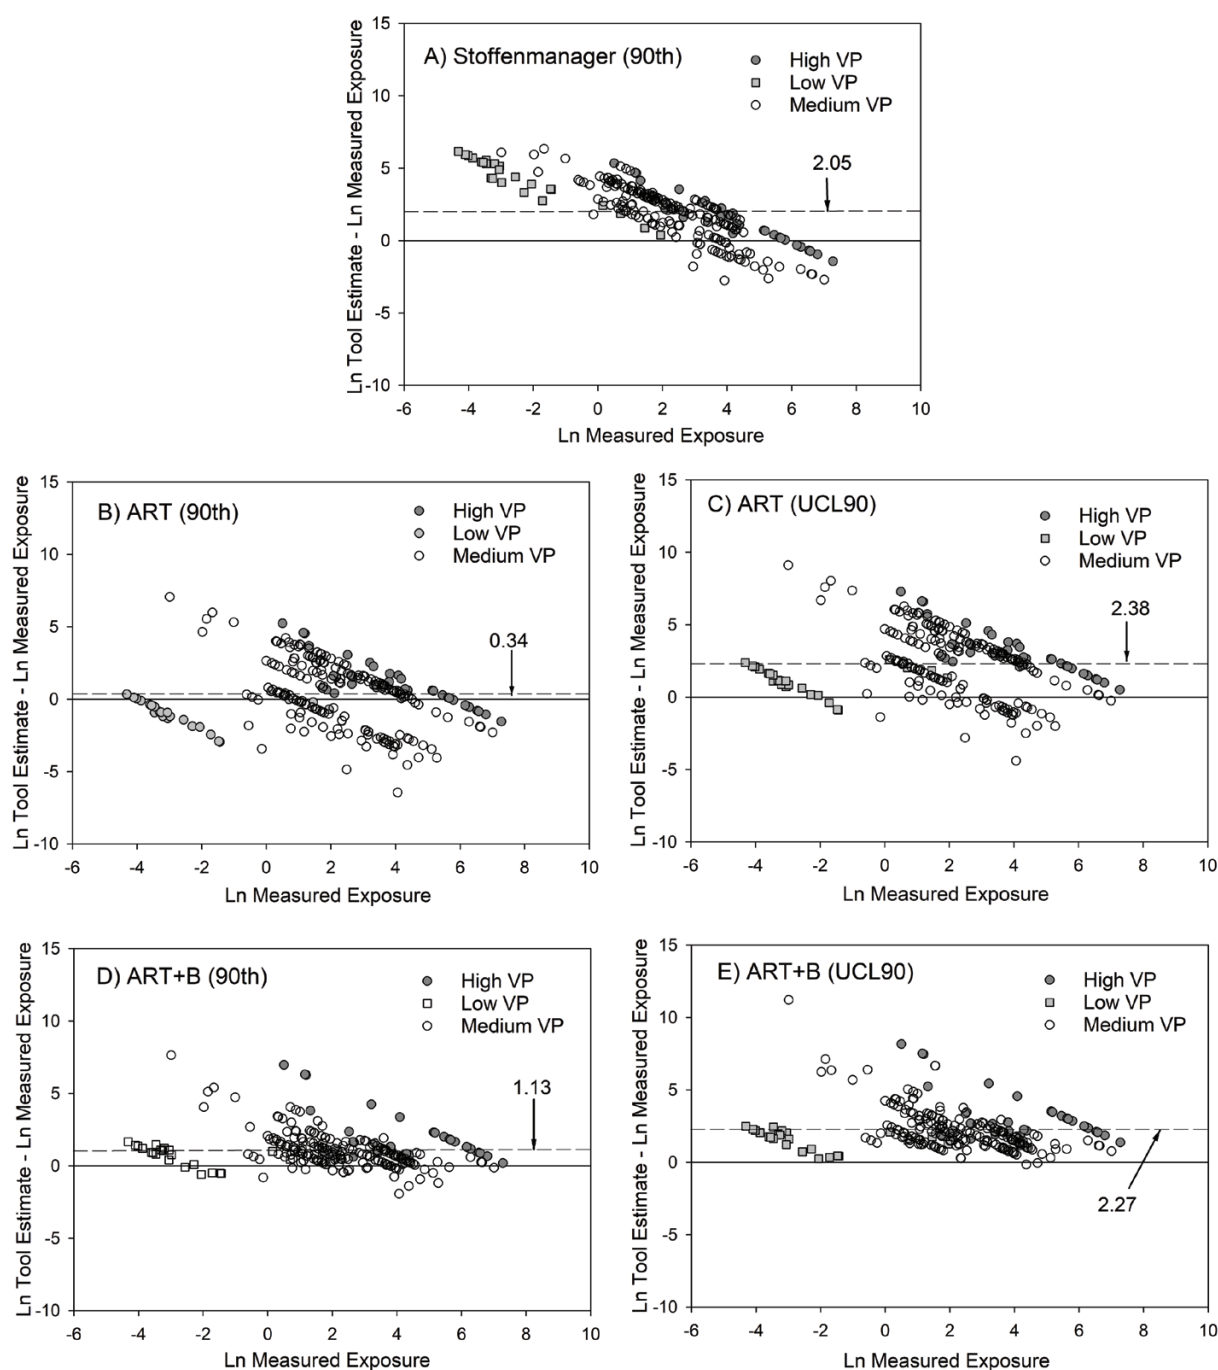 A) Stoffenmanager (90th)
High VP
Low VP
Medium VP
2.05
15
10
5
0
-5
-10
-6 -4 -2 0 2 4 6 8 10
Ln Measured Exposure
Ln Tool Estimate - Ln Measured Exposure
B) ART (90th)
High VP
Low VP
Medium VP
0.34
15
10
5
0
-5
-10
-6 -4 -2 0 2 4 6 8 10
Ln Measured Exposure
Ln Tool Estimate - Ln Measured Exposure
C) ART (UCL90)
High VP
Low VP
Medium VP
2.38
15
10
5
0
-5
-10
-6 -4 -2 0 2 4 6 8 10
Ln Measured Exposure
Ln Tool Estimate - Ln Measured Exposure
D) ART+B (90th)
High VP
Low VP
Medium VP
1.13
15
10
5
0
-5
-10
-6 -4 -2 0 2 4 6 8 10
Ln Measured Exposure
Ln Tool Estimate - Ln Measured Exposure
E) ART+B (UCL90)
High VP
Low VP
Medium VP
2.27
15
10
5
0
-5
-10
-6 -4 -2 0 2 4 6 8 10
Ln Measured Exposure
Ln Tool Estimate - Ln Measured Exposure